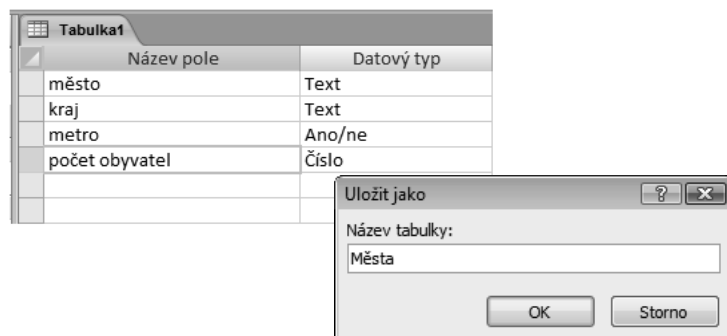 Tabulka1
Název pole Datový typ
město Text
kraj Text
metro Ano/ne
počet obyvatel Číslo
Uložit jako
Název tabulky:
Města
OK Storno